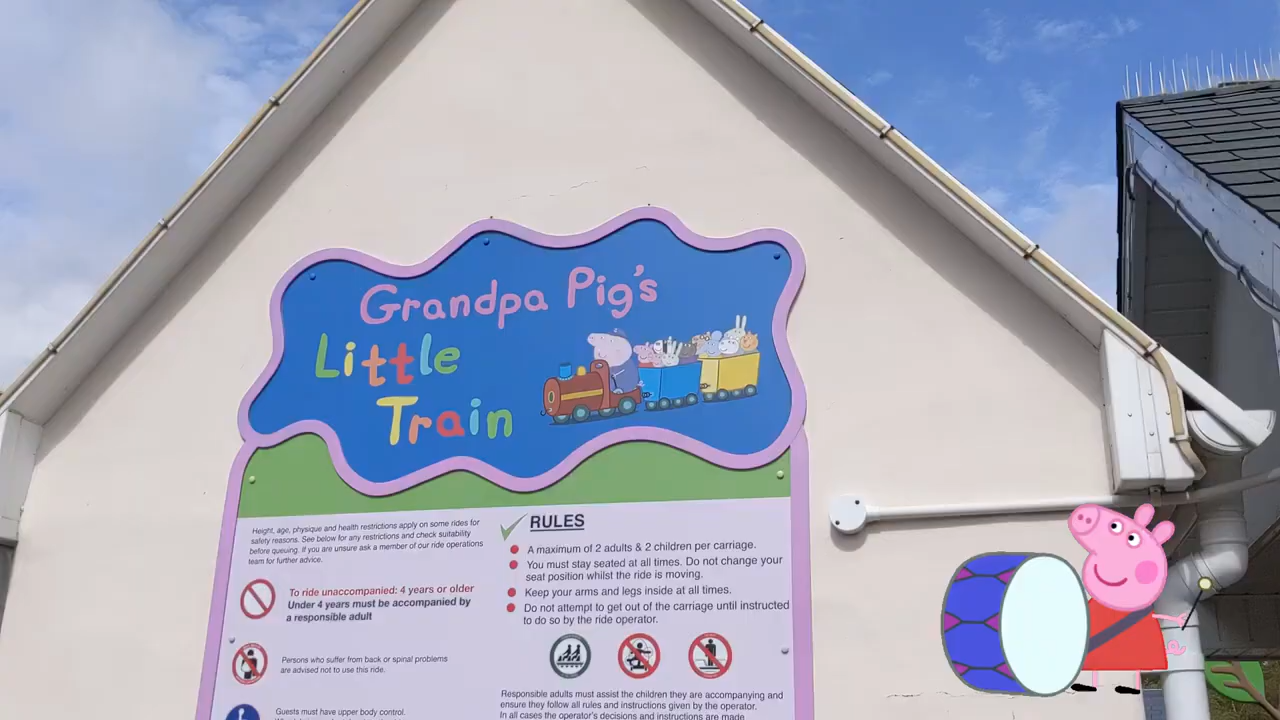 Grandpa Pig's
Little
Train
Height, age, physique and health restrictions apply on some rides for
safety reasons. See below for any restrictions and check suitability
before queuing. If you are unsure ask a member of our ride operations
team for further advice.
To ride unaccompanied: 4 years or older
Under 4 years must be accompanied by
a responsible adult
Persons who suffer from back or spinal problems
are advised not to use this ride.
Guests must have upper body control.
RULES
A maximum of 2 adults & 2 children per carriage.
You must stay seated at all times. Do not change your
seat position whilst the ride is moving.
Keep your arms and legs inside at all times.
Do not attempt to get out of the carriage until instructed
to do so by the ride operator.
Responsible adults must assist the children they are accompanying and
ensure they follow all rules and instructions given by the operator.
In all cases the operator's decisions and instructions are made